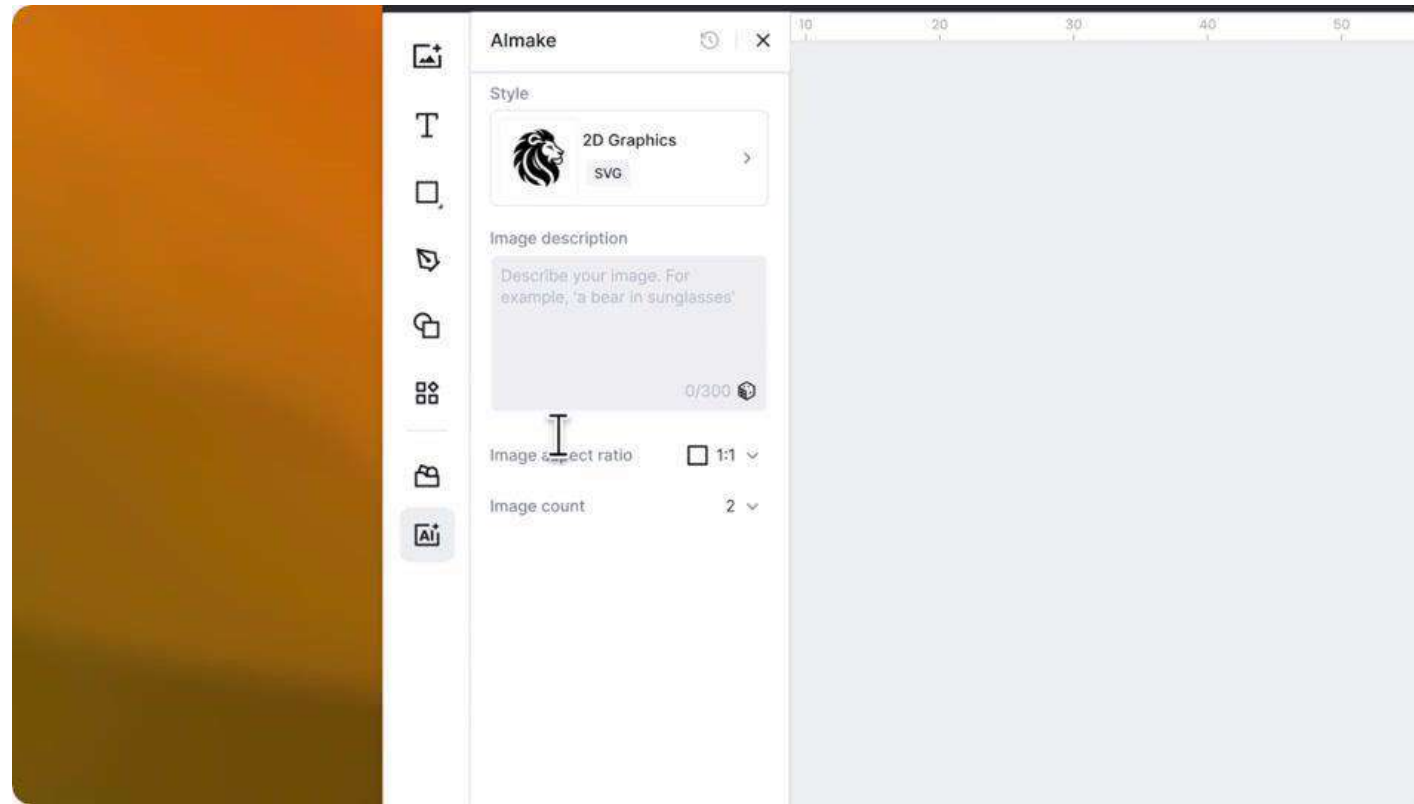 AImake
10 20 30 40 50
Style
2D Graphics
SVG
Image description
Describe your image. For
example, 'a bear in sunglasses'
0/300
Image aspect ratio
1:1
Image count
2
T
AI